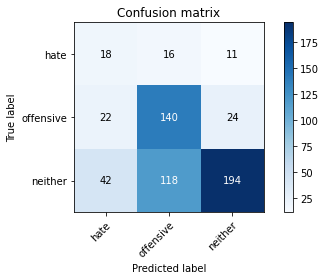 Confusion matrix
True label
hate
offensive
neither
18 16 11
22 140 24
42 118 194
hate offensive neither
Predicted label
175
150
125
100
75
50
25